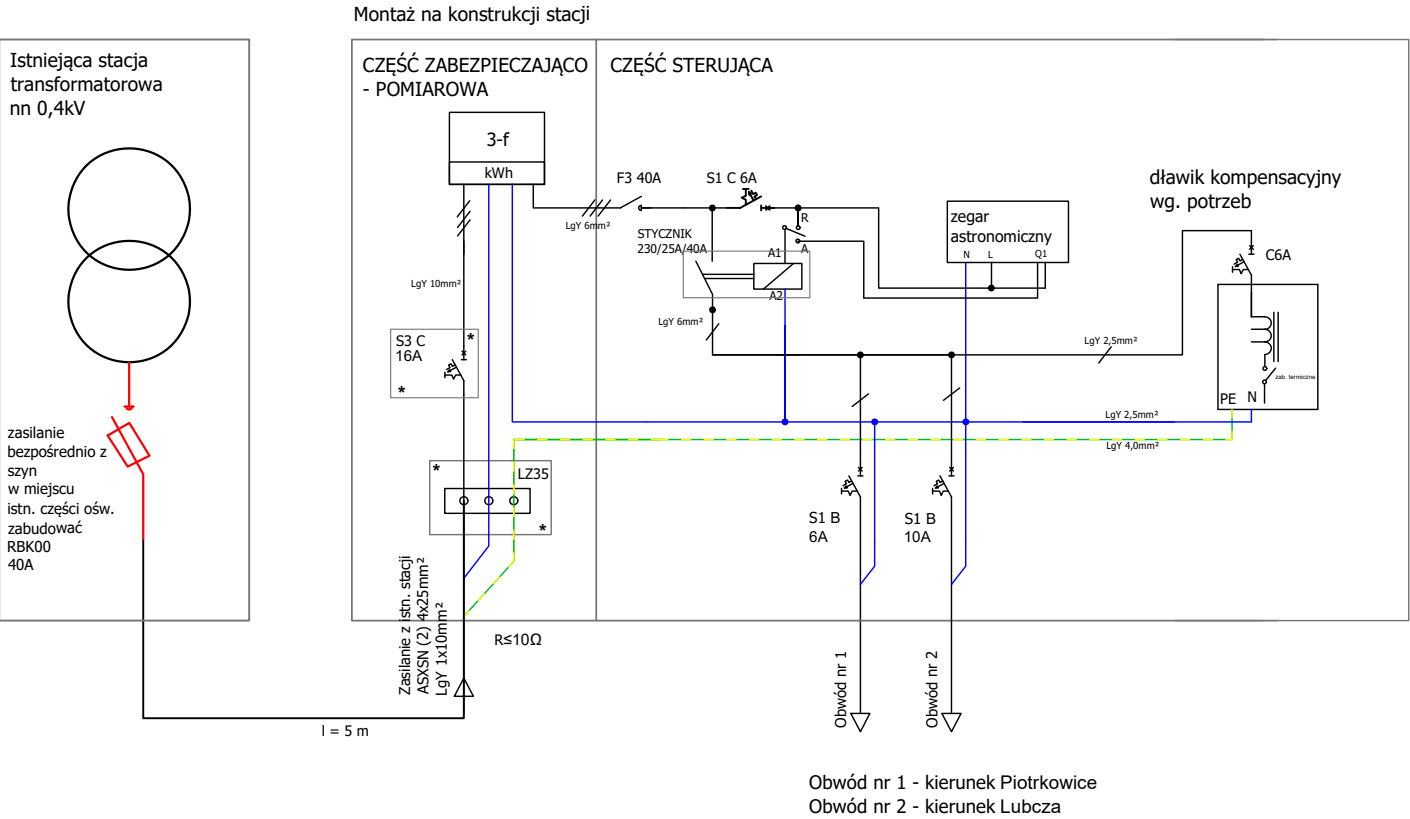 Montaż na konstrukcji stacji
Istniejąca stacja
transformatorowa
nn 0,4kV
zasilanie
bezpośrednio z
szyn
w miejscu
istn. części ośw.
zabudować
RBK00
40A
l = 5 m
CZĘŚĆ ZABEZPIECZAJĄCO
- POMIAROWA
3-f
kWh
LgY 10mm²
S3 C
16A
*
*
*
LZ35
*
Zasilanie z istn. stacji
ASXSN (2) 4x25mm²
LgY 1x10mm²
R≤10Ω
CZĘŚĆ STERUJĄCA
F3 40A
S1 C 6A
LgY 6mm²
STYCZNIK
230/25A/40A
R
A
A1
A2
LgY 6mm²
zegar
astronomiczny
N L Q1
dławik kompensacyjny
wg. potrzeb
C6A
LgY 2,5mm²
zab. termiczne
PE N
LgY 2,5mm²
LgY 4,0mm²
S1 B
6A
S1 B
10A
Obwód nr 1
Obwód nr 2
Obwód nr 1 - kierunek Piotrkowice
Obwód nr 2 - kierunek Lubcza